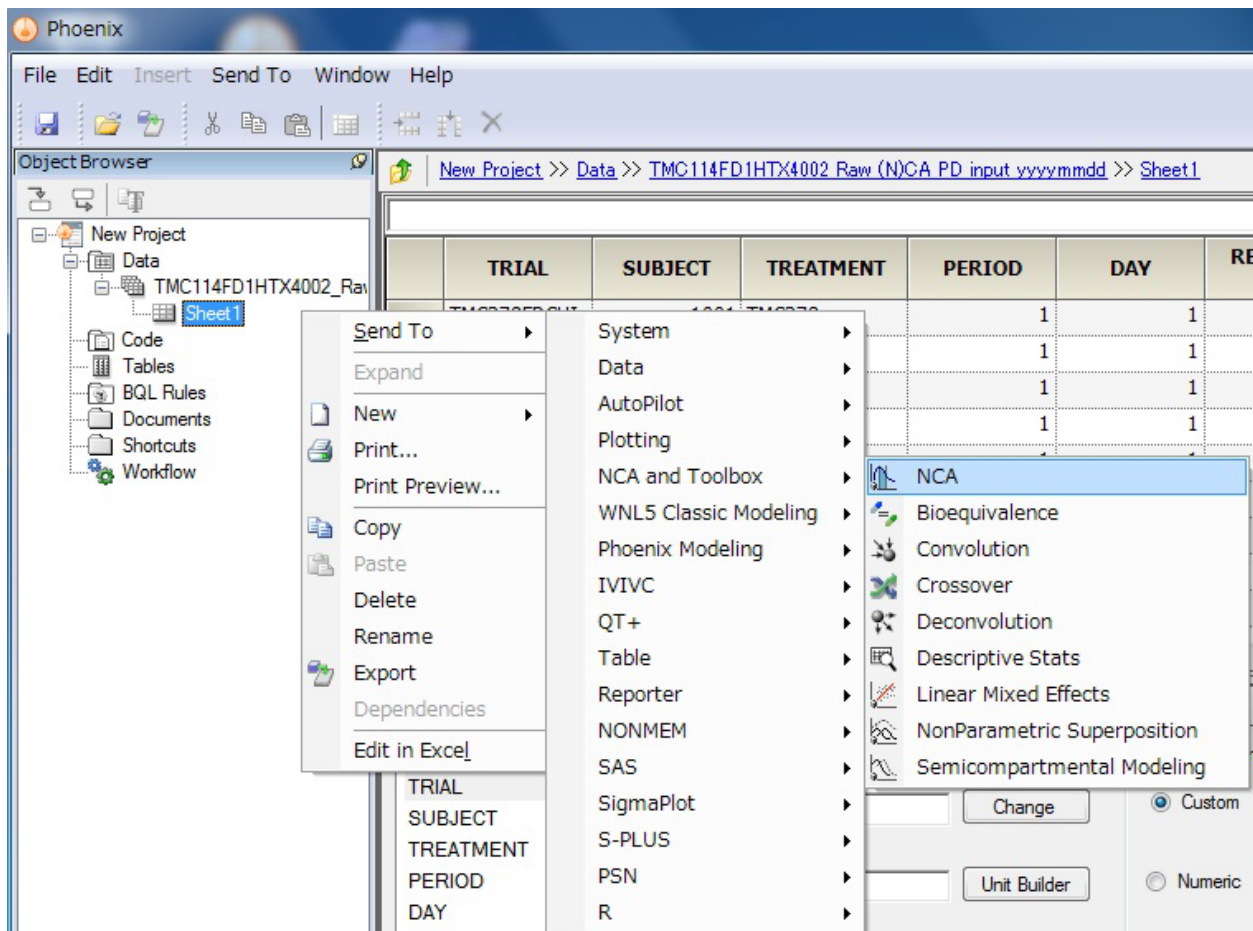 Phoenix
File Edit Insert Send To Window Help
Object Browser
New Project >> Data >> TMC114FD1HTX4002 Raw (N)CA PD input yyyymmdd >> Sheet1
New Project
Data
TMC114FD1HTX4002_Raw
Sheet1
Code
Tables
BQL Rules
Documents
Shortcuts
Workflow
TRIAL SUBJECT TREATMENT PERIOD DAY RE
1 1
1 1
1 1
1 1
Send To
Expand
New
Print...
Print Preview...
Copy
Paste
Delete
Rename
Export
Dependencies
Edit in Excel
System
Data
AutoPilot
Plotting
NCA and Toolbox
WNL5 Classic Modeling
Phoenix Modeling
IVIVC
QT+
Table
Reporter
NONMEM
SAS
SigmaPlot
S-PLUS
PSN
R
NCA
Bioequivalence
Convolution
Crossover
Deconvolution
Descriptive Stats
Linear Mixed Effects
NonParametric Superposition
Semicompartmental Modeling
TRIAL
SUBJECT
TREATMENT
PERIOD
DAY
Change
Custom
Unit Builder
Numeric